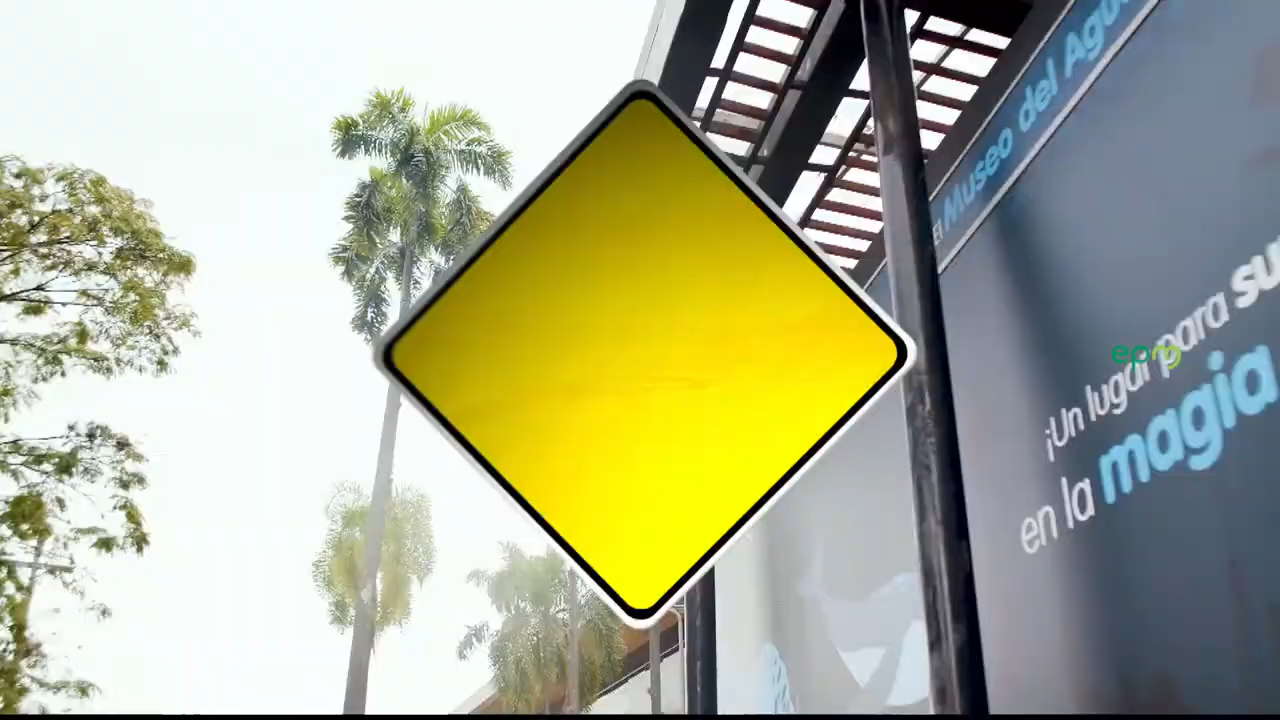 El Museo del Agua
¡Un lugar para su
en la magia
epm